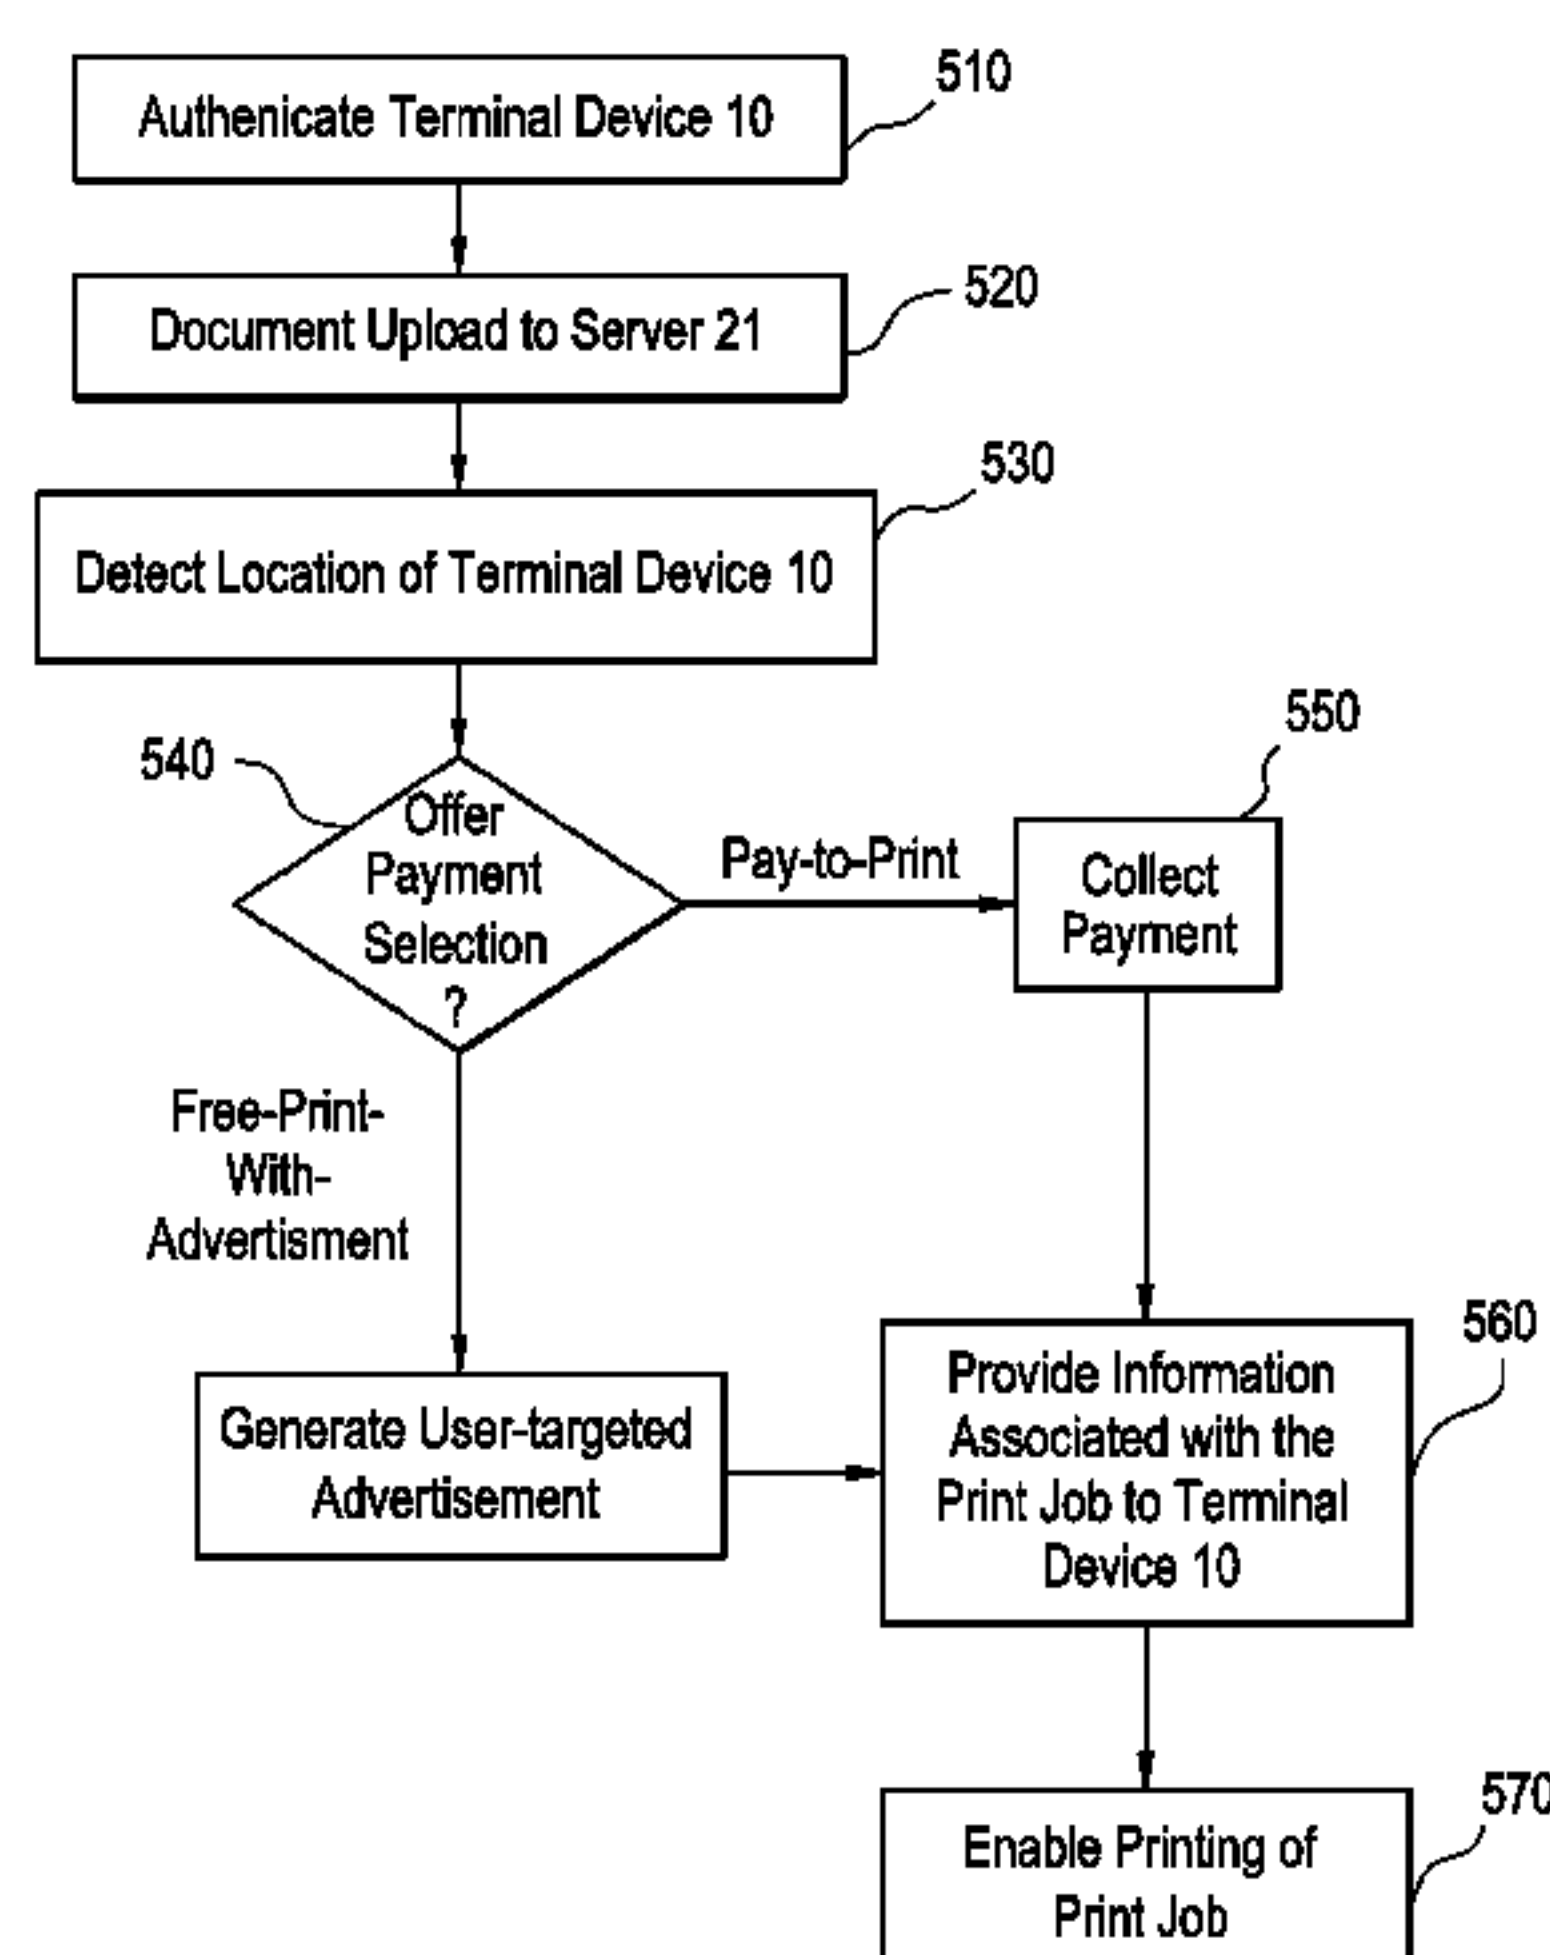 Authenicate Terminal Device 10
510
Document Upload to Server 21
520
Detect Location of Terminal Device 10
530
540
Offer
Payment
Selection
?
Pay-to-Print
550
Collect
Payment
Free-Print-
With-
Advertisment
Generate User-targeted
Advertisement
560
Provide Information
Associated with the
Print Job to Terminal
Device 10
570
Enable Printing of
Print Job